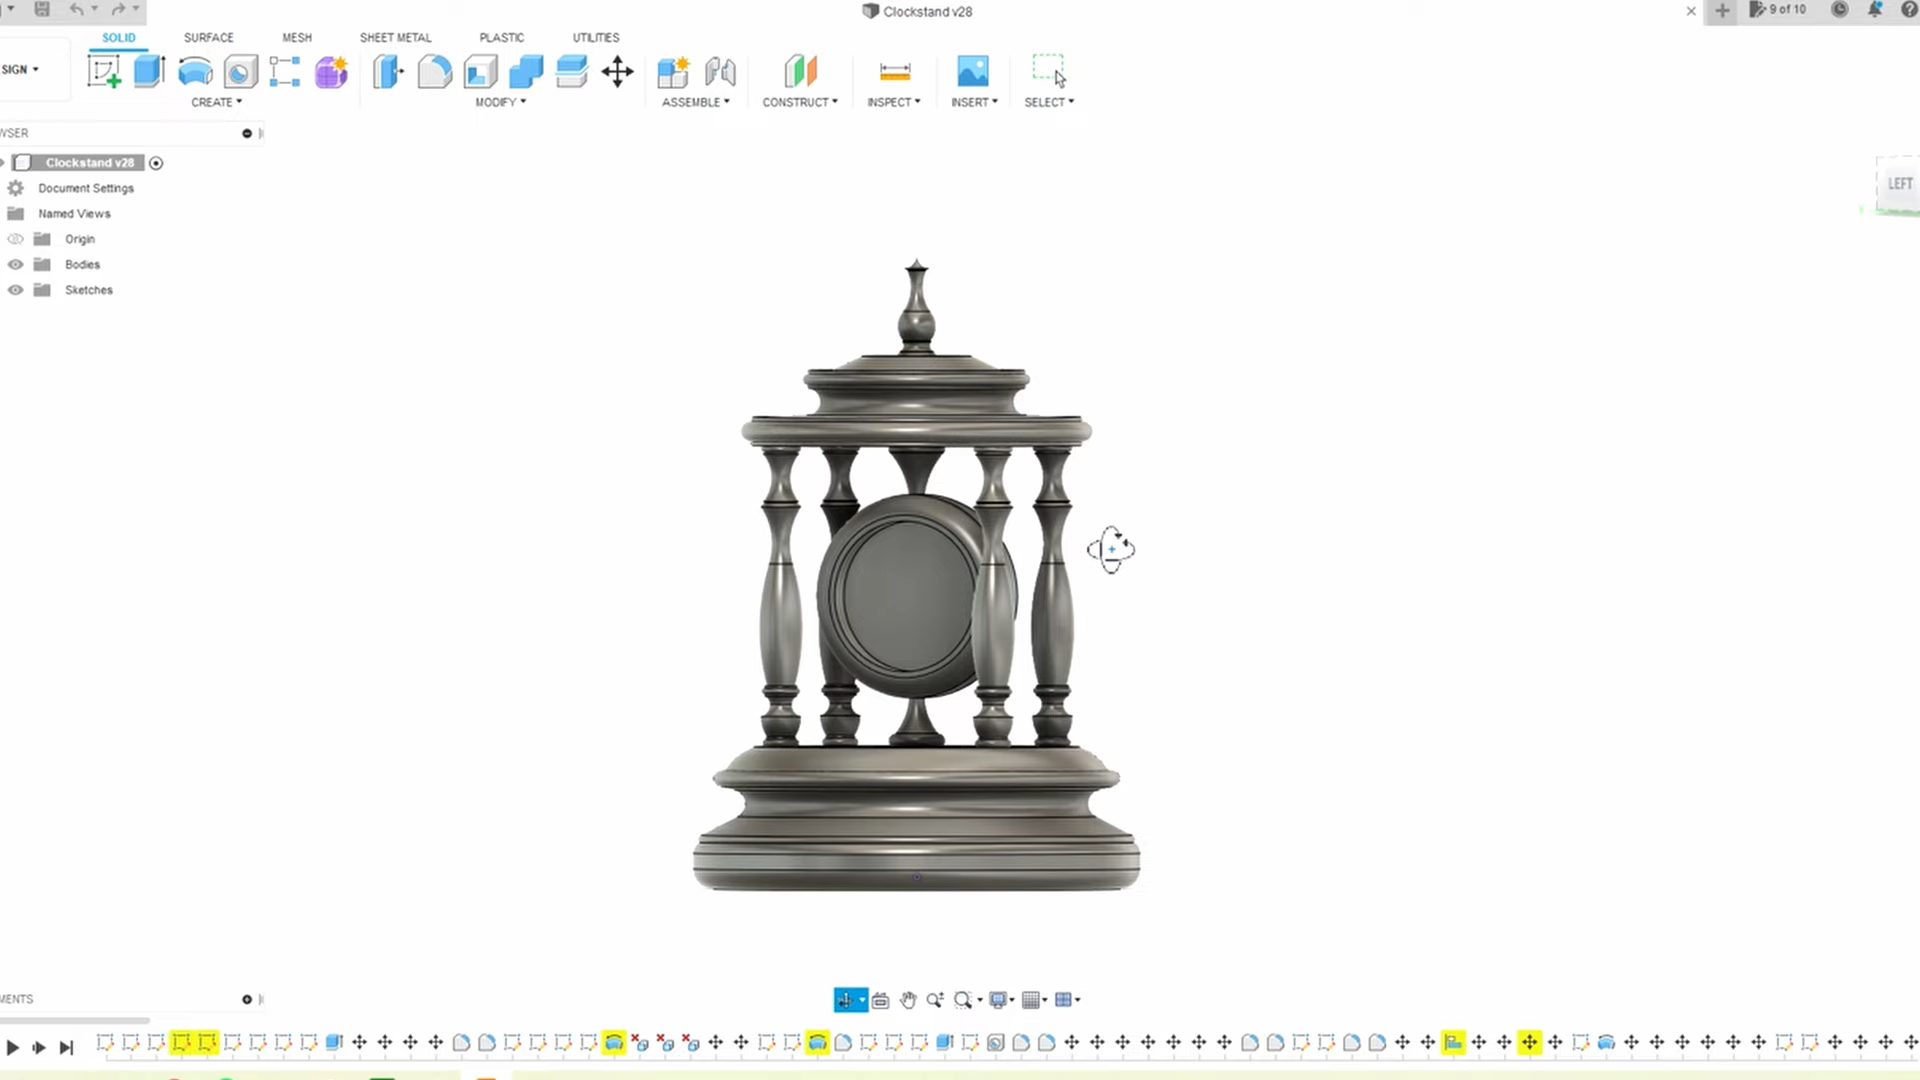 Clockstand v28
9 of 10
SOLID SURFACE MESH SHEET METAL PLASTIC UTILITIES
SIGN
CREATE MODIFY ASSEMBLE CONSTRUCT INSPECT INSERT SELECT
WSER
Clockstand v28
Document Settings
Named Views
Origin
Bodies
Sketches
LEFT
MENTS